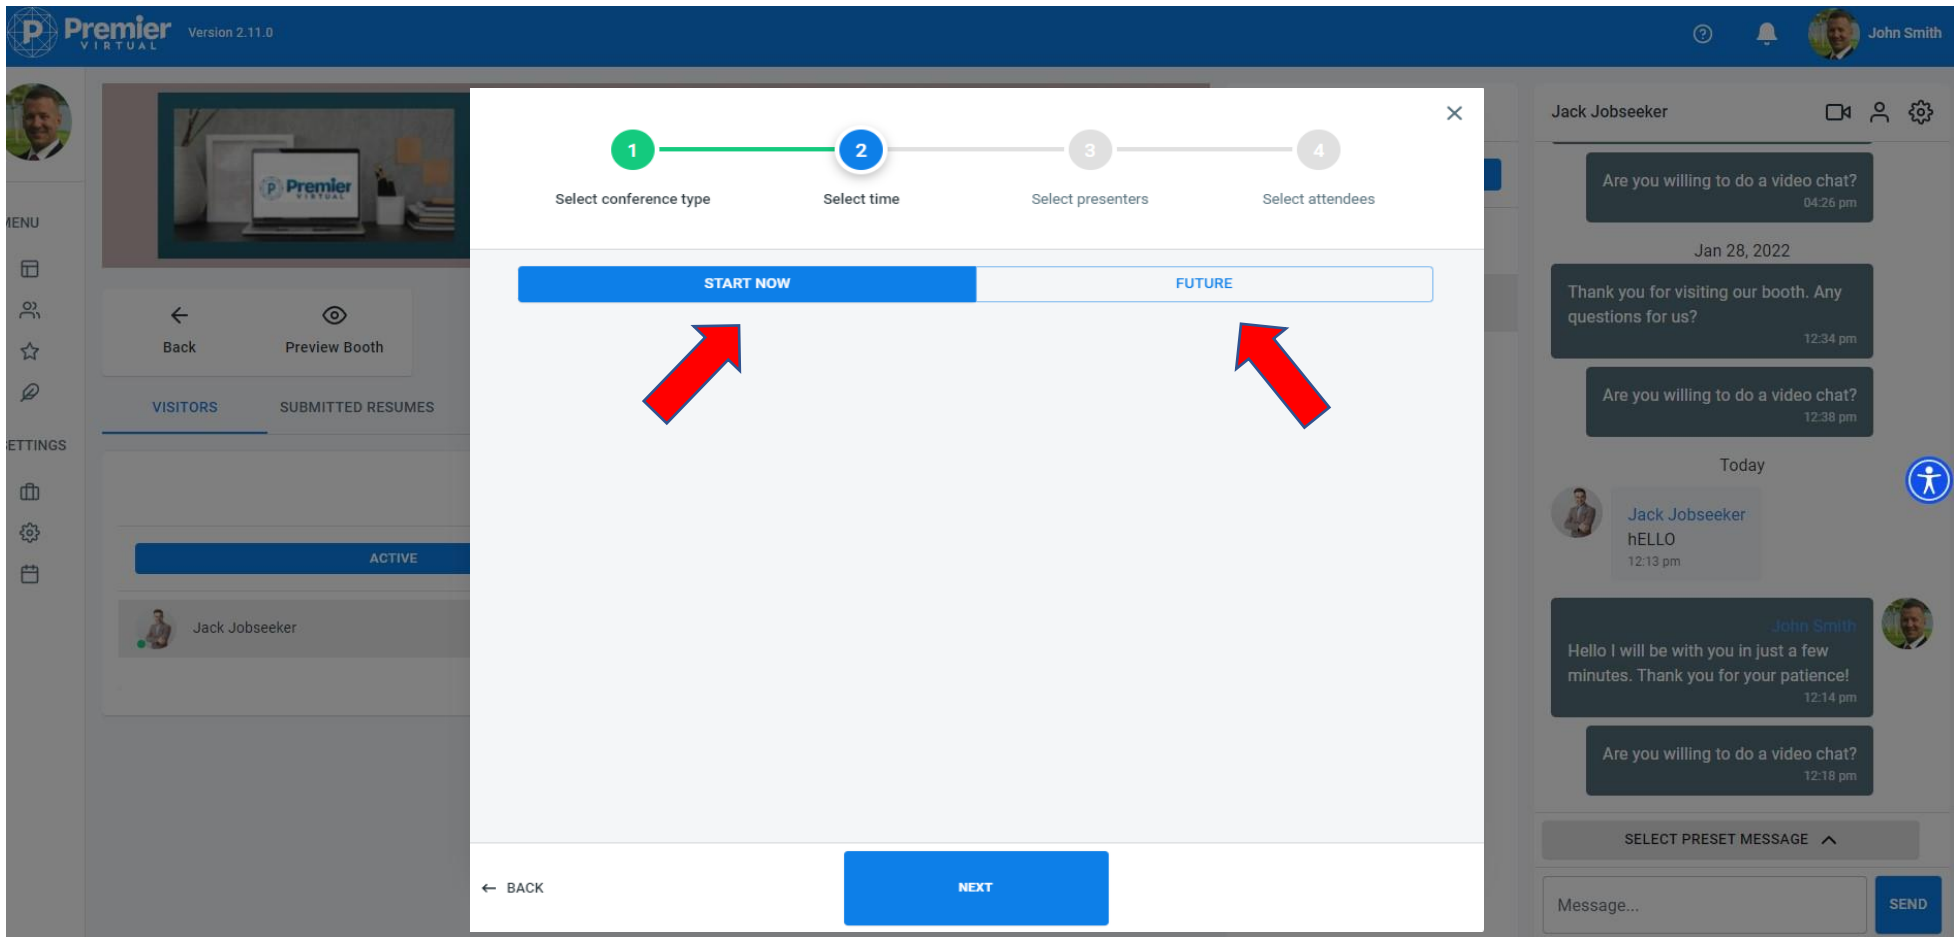 Premier
VIRTUAL
Version 2.11.0
John Smith
MENU
SETTINGS
Premier
VIRTUAL
Back
Preview Booth
VISITORS
SUBMITTED RESUMES
ACTIVE
Jack Jobseeker
1
2
3
4
Select conference type
Select time
Select presenters
Select attendees
START NOW
FUTURE
BACK
NEXT
Jack Jobseeker
Are you willing to do a video chat?
04:26 pm
Jan 28, 2022
Thank you for visiting our booth. Any
questions for us?
12:34 pm
Are you willing to do a video chat?
12:38 pm
Today
Jack Jobseeker
hELLO
12:13 pm
John Smith
Hello I will be with you in just a few
minutes. Thank you for your patience!
12:14 pm
Are you willing to do a video chat?
12:18 pm
SELECT PRESET MESSAGE
Message...
SEND